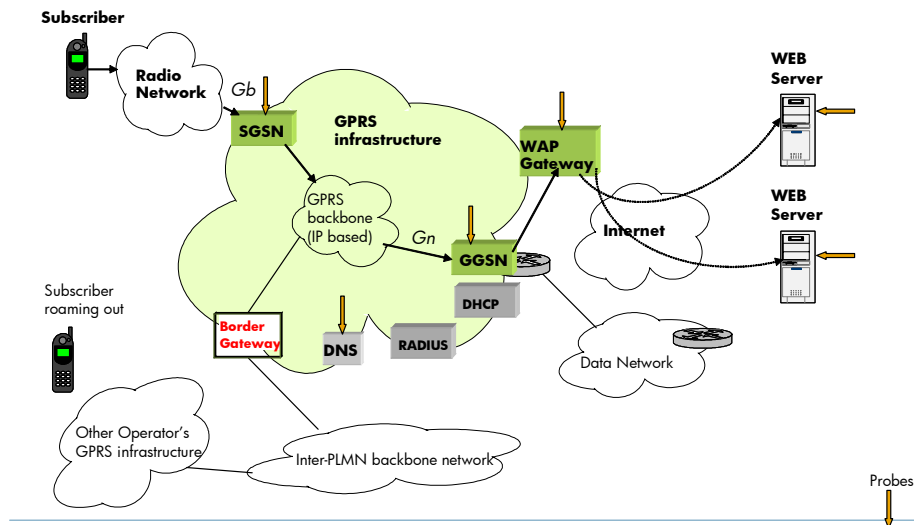 Subscriber
Radio
Network
Gb
SGSN
GPRS
infrastructure
WAP
Gateway
WEB
Server
GPRS
backbone
(IP based)
Gn
GGSN
Internet
WEB
Server
DHCP
Subscriber
roaming out
Border
Gateway
DNS
RADIUS
Data Network
Other Operator's
GPRS infrastructure
Inter-PLMN backbone network
Probes